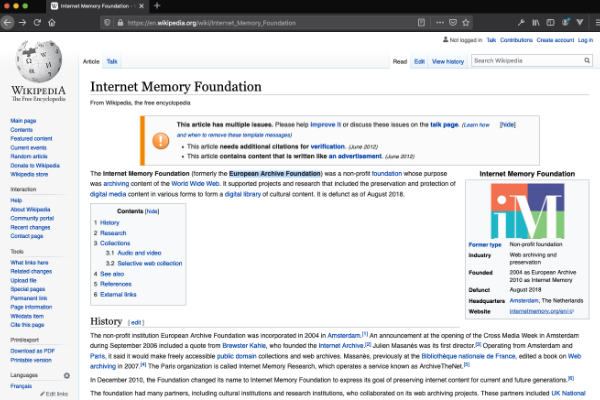 Internet Memory Foundation - W
https://en.wikipedia.org/wiki/Internet_Memory_Foundation
Not logged in Talk Contributions Create account Log in
Article Talk Read Edit View history Search Wikipedia
WIKIPEDIA
The Free Encyclopedia
Main page
Contents
Featured content
Current events
Random article
Donate to Wikipedia
Wikipedia store
Interaction
Help
About Wikipedia
Community portal
Recent changes
Contact page
Tools
What links here
Related changes
Upload file
Special pages
Permanent link
Page information
Wikidata item
Cite this page
Print/export
Download as PDF
Printable version
Languages
Français
Edit links
Internet Memory Foundation
From Wikipedia, the free encyclopedia
This article has multiple issues. Please help improve it or discuss these issues on the talk page. (Learn how [hide]
and when to remove these template messages)
• This article needs additional citations for verification. (June 2012)
• This article contains content that is written like an advertisement. (June 2012)
The Internet Memory Foundation (formerly the European Archive Foundation) was a non-profit foundation whose purpose
was archiving content of the World Wide Web. It supported projects and research that included the preservation and protection of
digital media content in various forms to form a digital library of cultural content. It is defunct as of August 2018.
Internet Memory Foundation
iM
Former type Non-profit foundation
Industry Web archiving and
preservation
Founded 2004 as European Archive
2010 as Internet Memory
Defunct August 2018
Headquarters Amsterdam, The Netherlands
Website internetmemory.org/en/
Contents [hide]
1 History
2 Research
3 Collections
3.1 Audio and video
3.2 Selective web collection
4 See also
5 References
6 External links
History [ edit ]
The non-profit institution European Archive Foundation was incorporated in 2004 in Amsterdam.[1] An announcement at the opening of the Cross Media Week in Amsterdam
during September 2006 included a quote from Brewster Kahle, who founded the Internet Archive.[2] Julien Masanès was its first director.[3] Operating from Amsterdam and
Paris, it said it would make freely accessible public domain collections and web archives. Masanès, previously at the Bibliothèque nationale de France, edited a book on Web
archiving in 2007.[4] The Paris organization is called Internet Memory Research, which operates a service known as ArchiveTheNet.[5]
In December 2010, the Foundation changed its name to Internet Memory Foundation to express its goal of preserving internet content for current and future generations.[6]
The foundation had many partners, including cultural institutions and research institutions, who collaborated on its web archiving projects. These partners included UK National